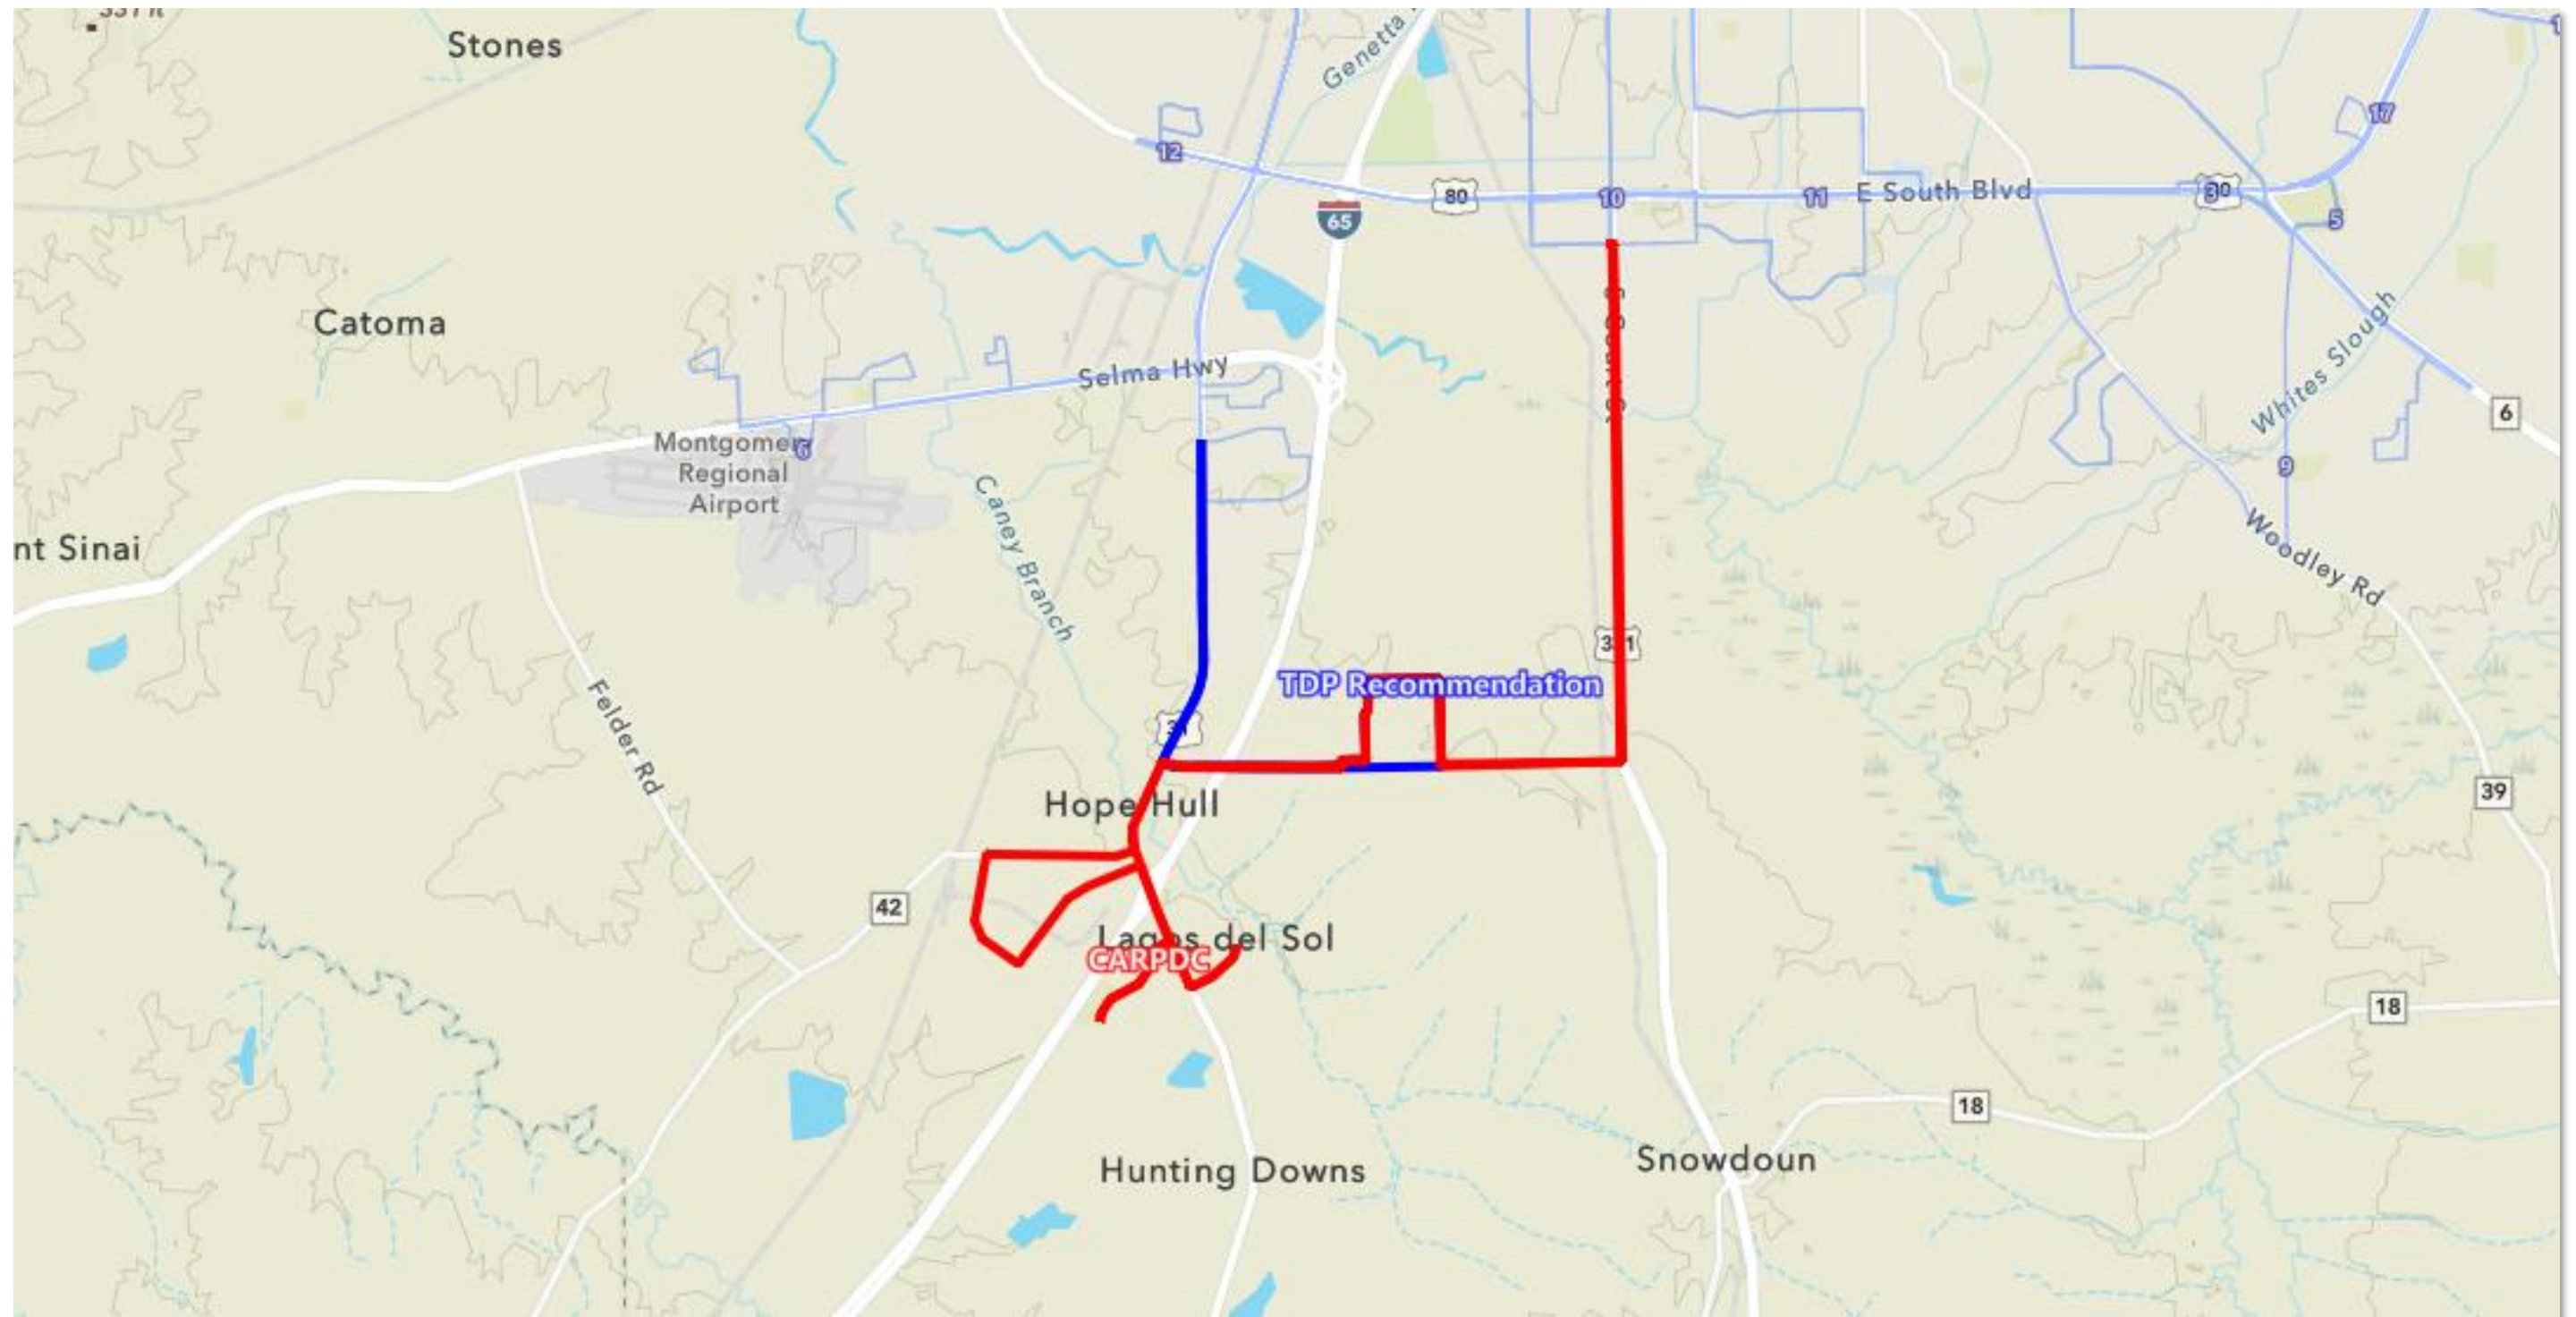 Stones
Genetta
12
17
80
10
11
E South Blvd
5
65
Catoma
Selma Hwy
Whites Slough
6
Montgomery
Regional
Airport
6
9
Caney Branch
nt Sinai
Woodley Rd
TDP Recommendation
Felder Rd
39
Hope Hull
42
Lagos del Sol
CARPDC
18
18
Snowdoun
Hunting Downs